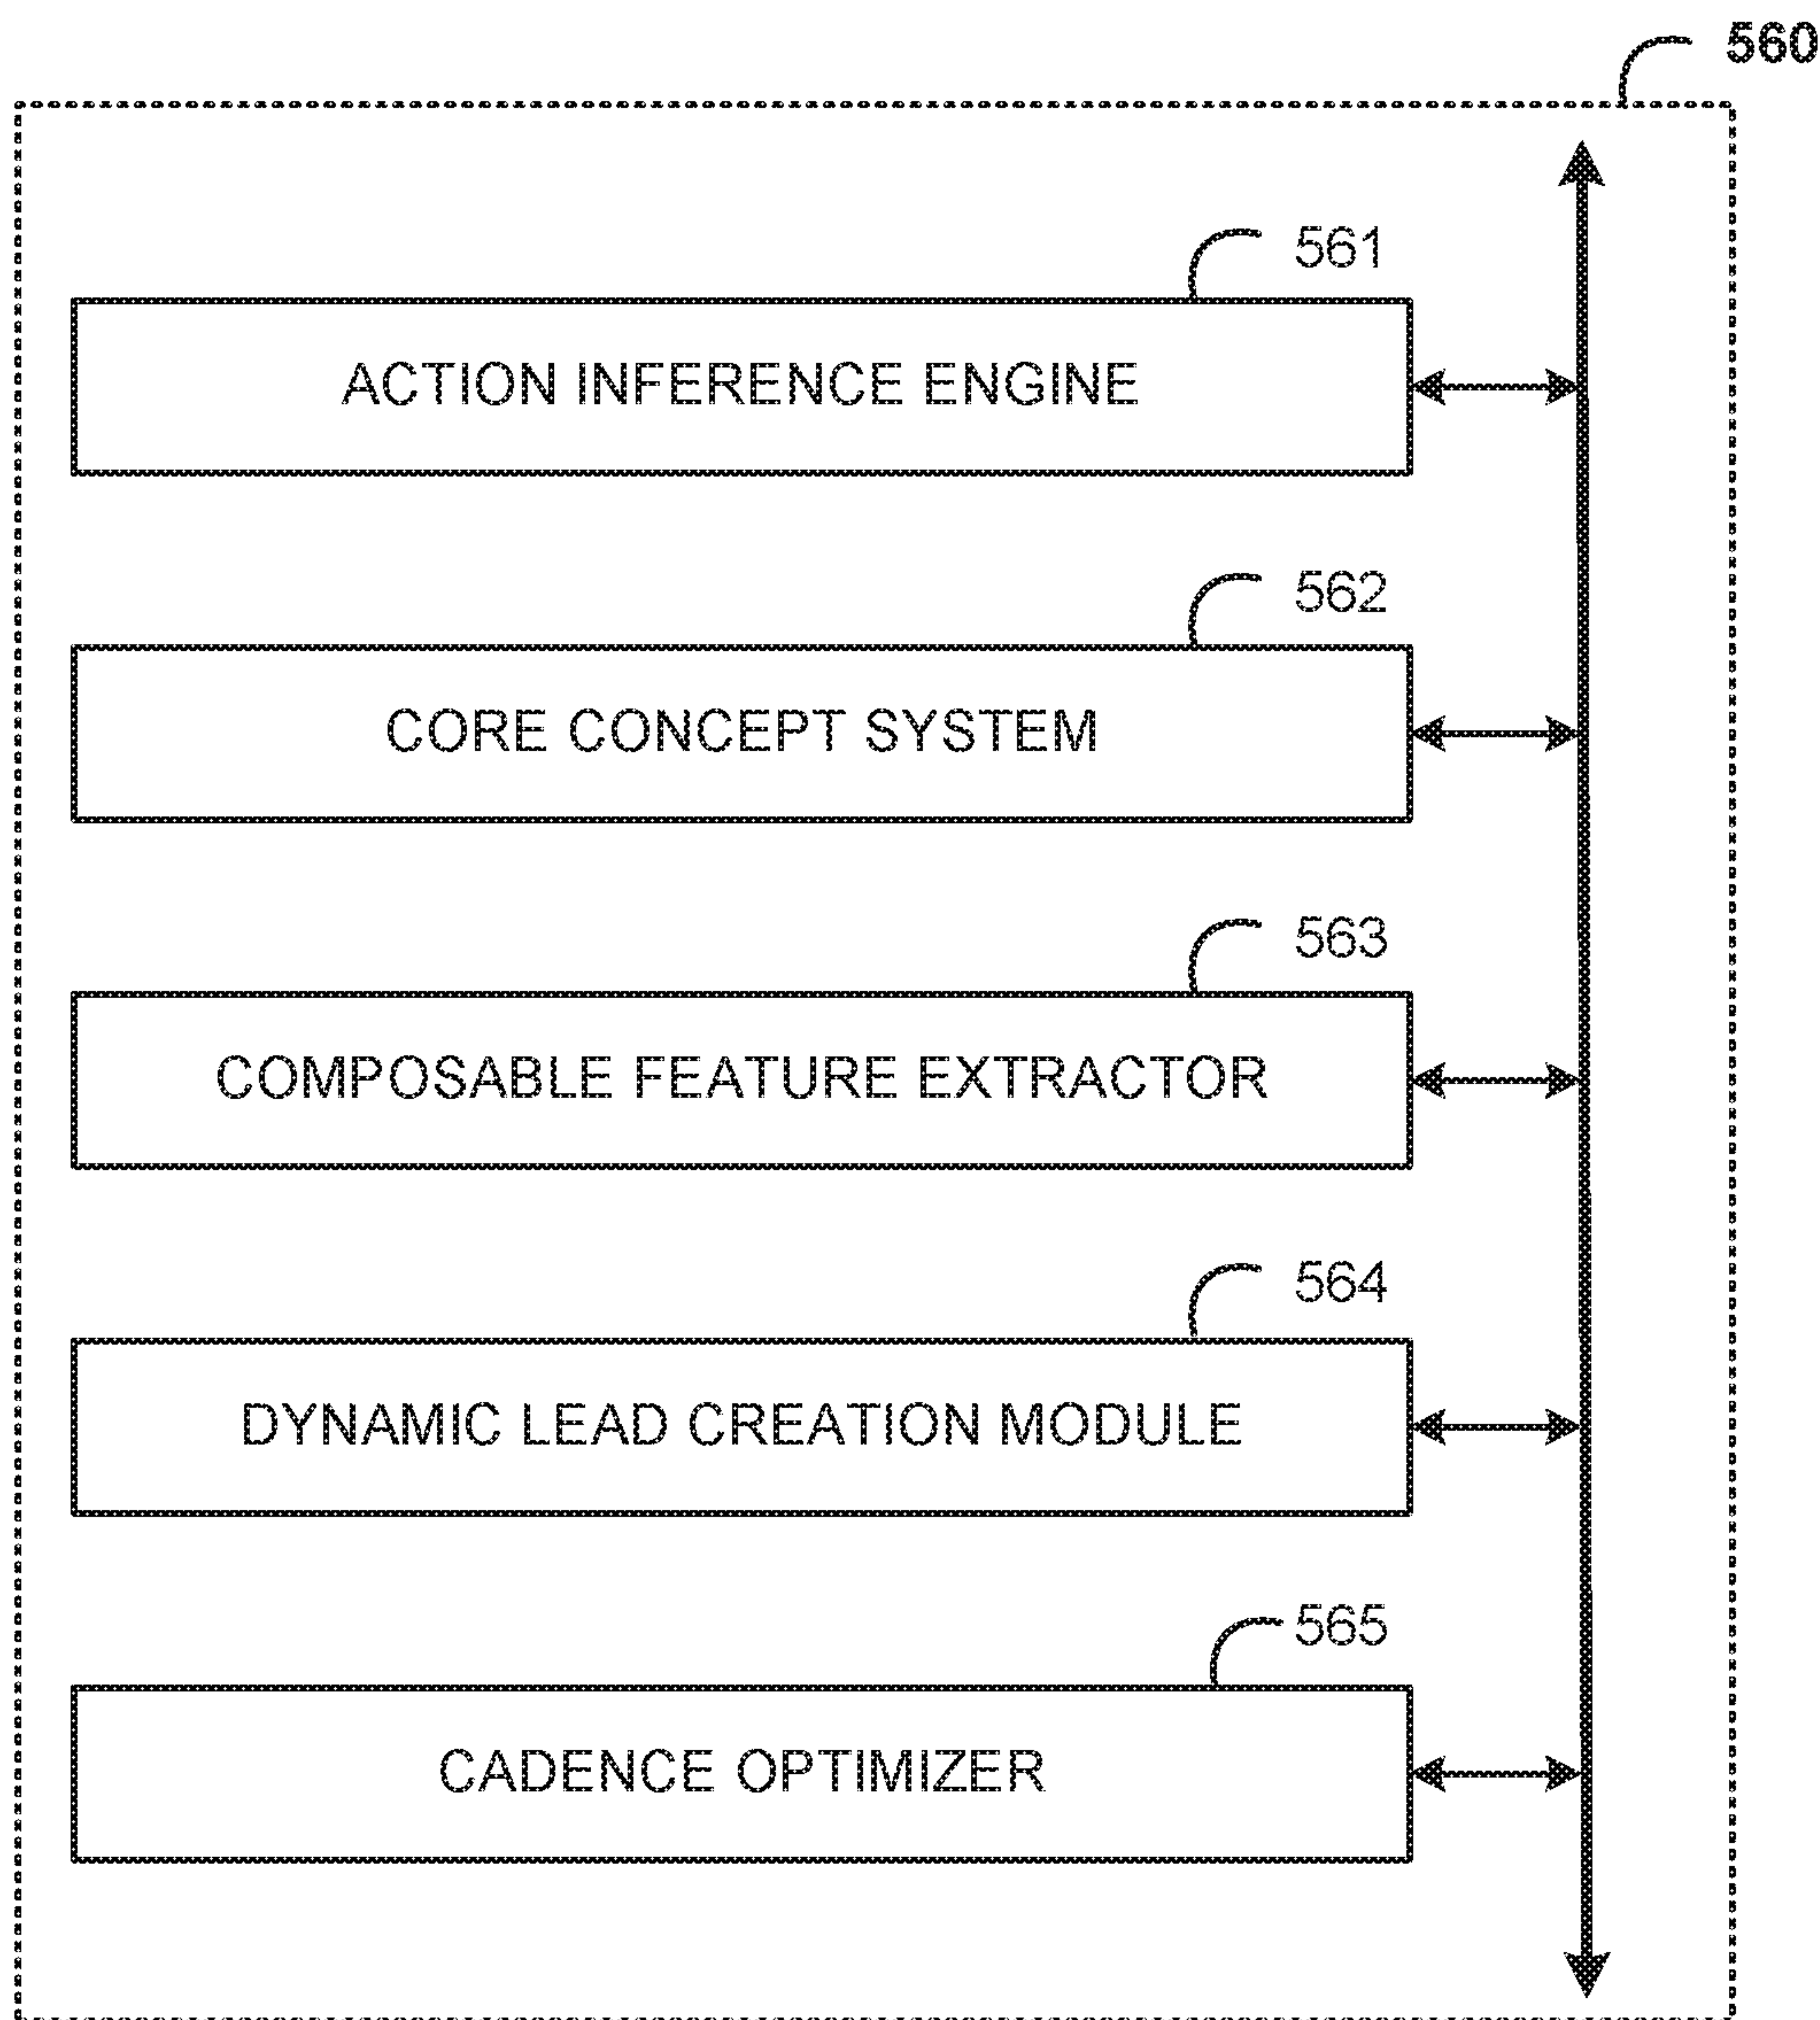 560
561
ACTION INFERENCE ENGINE
562
CORE CONCEPT SYSTEM
563
COMPOSABLE FEATURE EXTRACTOR
564
DYNAMIC LEAD CREATION MODULE
565
CADENCE OPTIMIZER